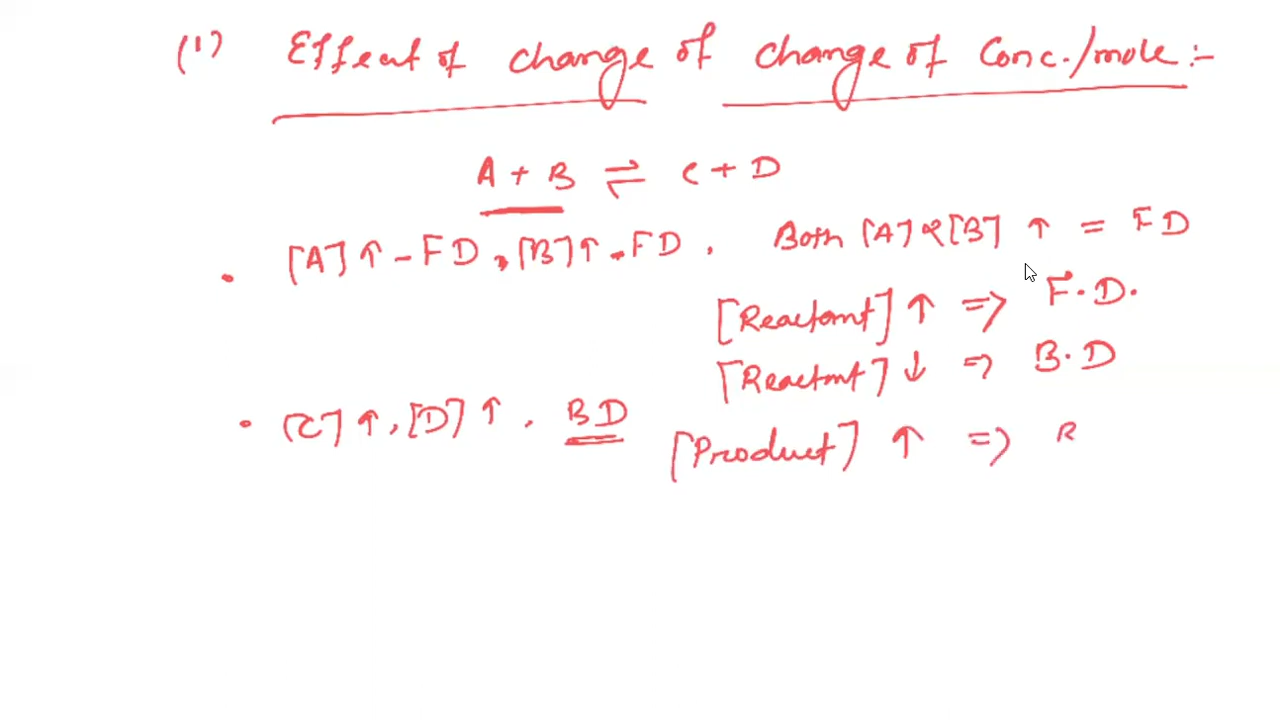 (1) Effect of change of change of Conc./mole :-
A + B ⇌ C + D
• [A] ↑ - FD, [B] ↑ - FD, Both [A] & [B] ↑ = FD
[Reactant] ↑ => F.D.
[Reactant] ↓ => B.D
• [C] ↑, [D] ↑, BD
[Product] ↑ =>